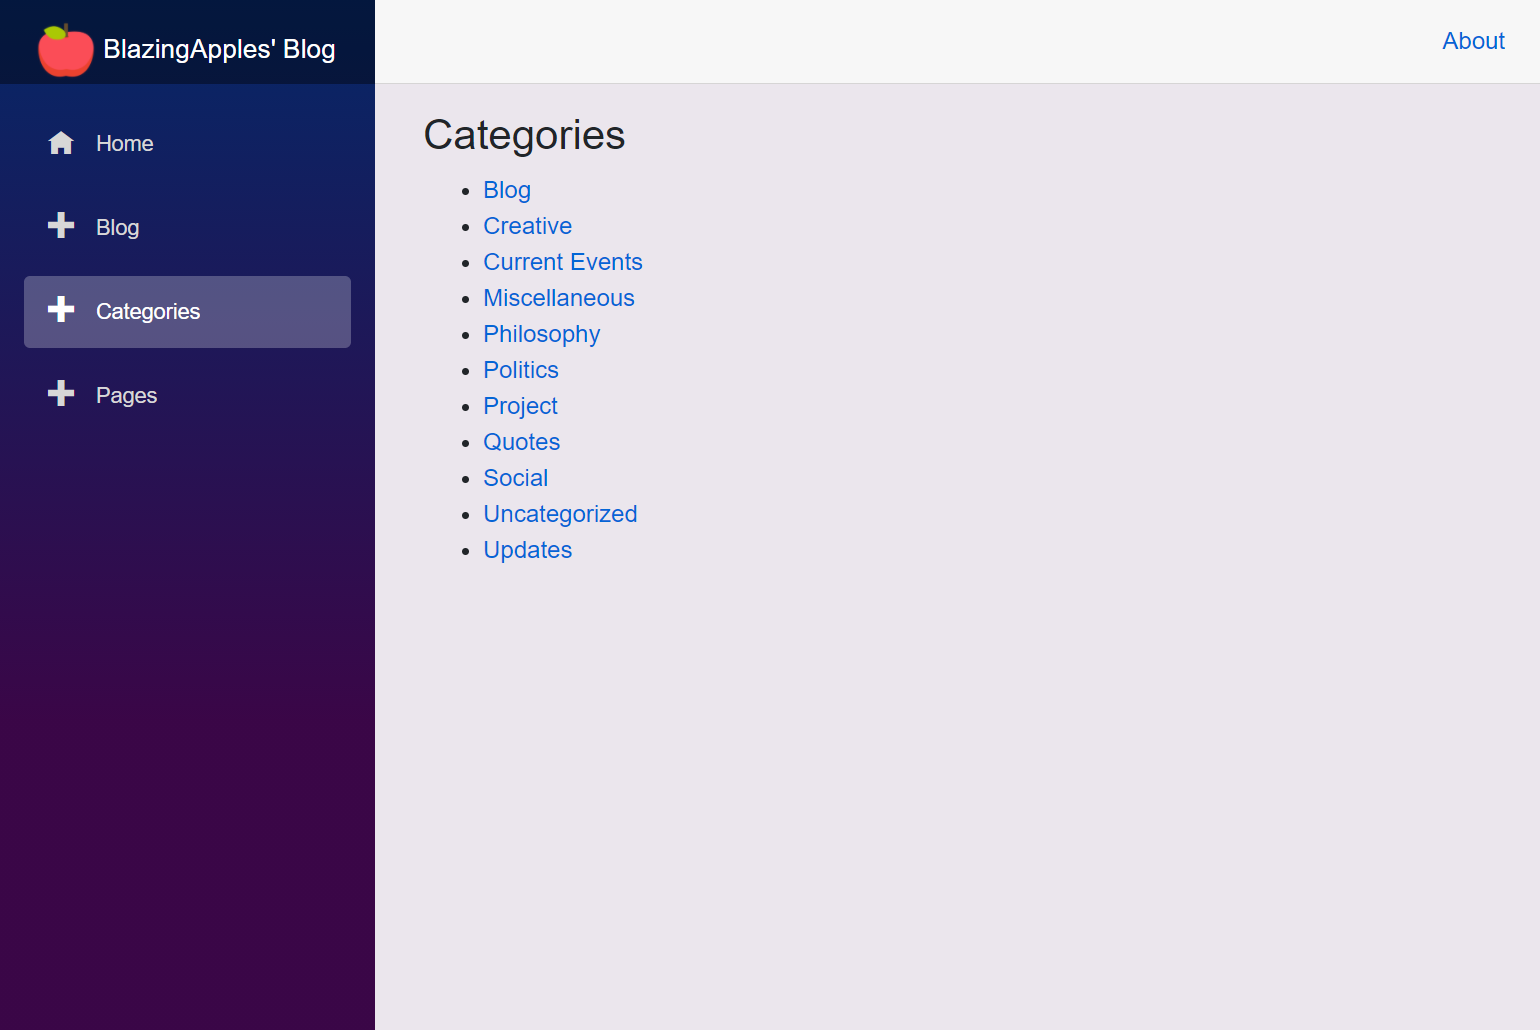 BlazingApples' Blog
About
Home
Blog
Categories
Pages
Categories
Blog
Creative
Current Events
Miscellaneous
Philosophy
Politics
Project
Quotes
Social
Uncategorized
Updates